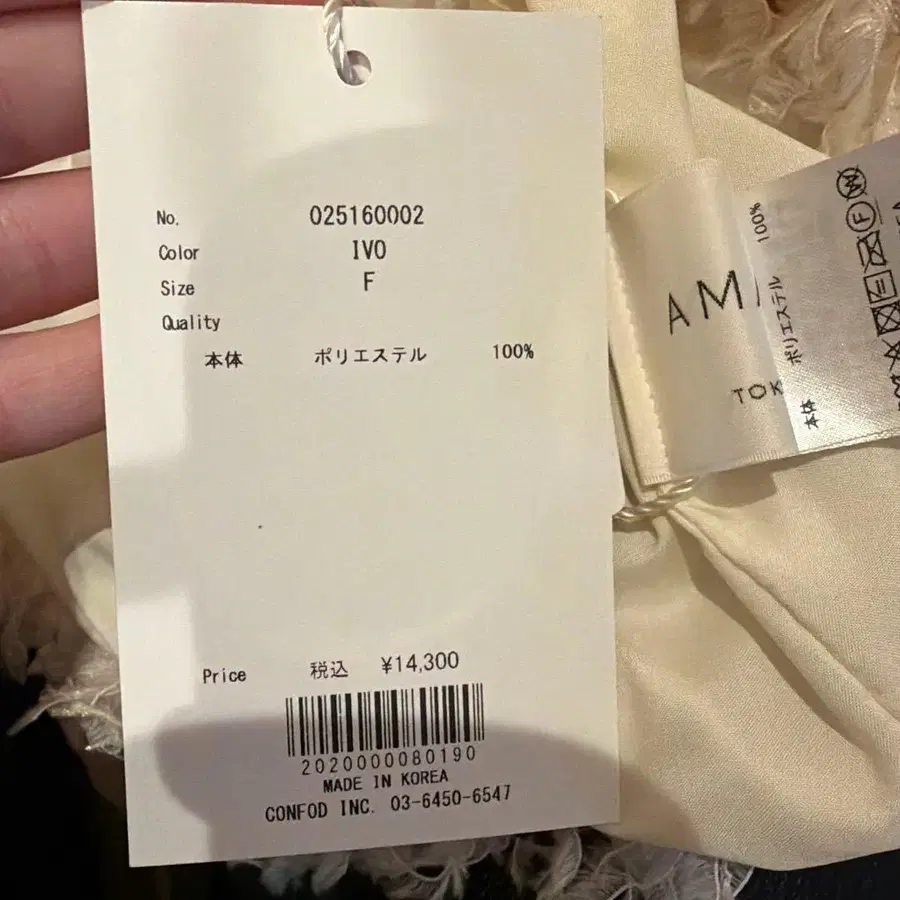 No. 025160002
Color IVO
Size F
Quality
本体 ポリエステル 100%
Price 税込 ¥14,300
2020000080190
MADE IN KOREA
CONFOD INC. 03-6450-6547
AM
TOK
本体 ポリエステル 100%